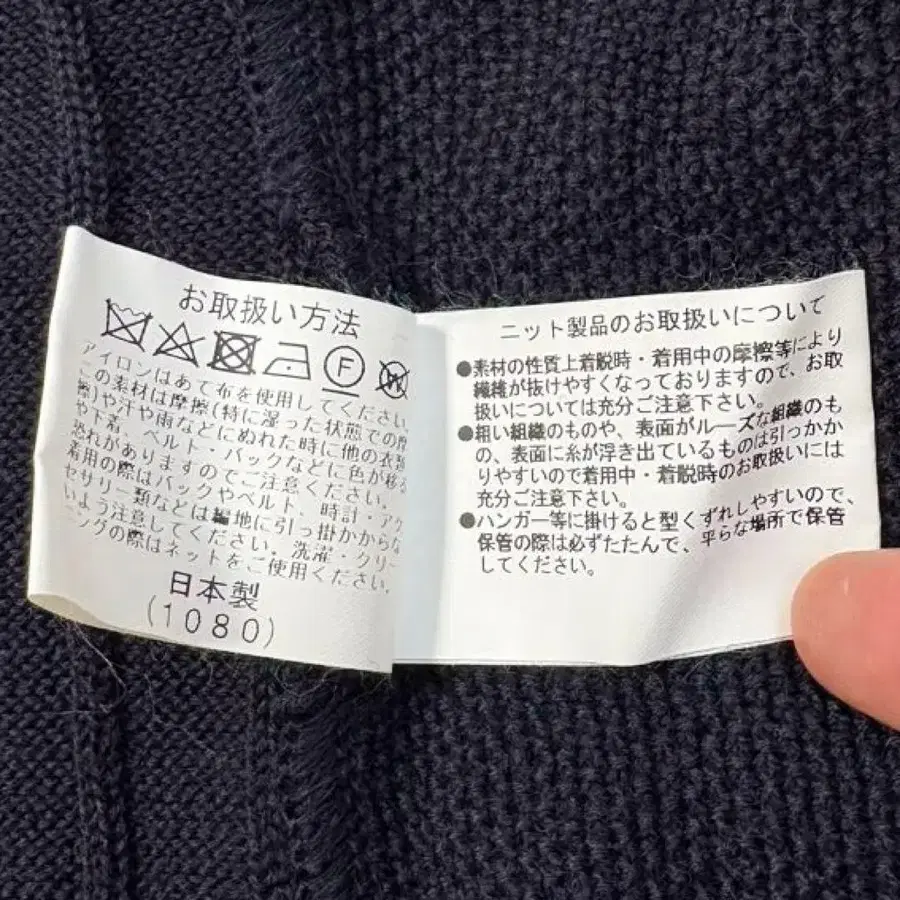 お取扱い方法
F
W
アイロンはあて布を使用してください。
この素材は摩擦(特に湿った状態での摩
擦)や汗や雨などにぬれた時に他の衣類
や下着、ベルト・バックなどに色が移る
恐れがありますのでご注意ください。
着用の際はバックやベルト、時計・アク
セサリー類などは編地に引っ掛からな
いよう注意してください。洗濯・クリー
ニングの際はネットをご使用ください。
日本製
(1080)
ニット製品のお取扱いについて
●素材の性質上着脱時・着用中の摩擦等により
繊維が抜けやすくなっておりますので、お取
扱いについては充分ご注意下さい。
●粗い組織のものや、表面がルーズな組織のも
の、表面に糸が浮き出ているものは引っかか
りやすいので着用中・着脱時のお取扱いには
充分ご注意下さい。
●ハンガー等に掛けると型くずれしやすいので、
保管の際は必ずたたんで、平らな場所で保管
してください。